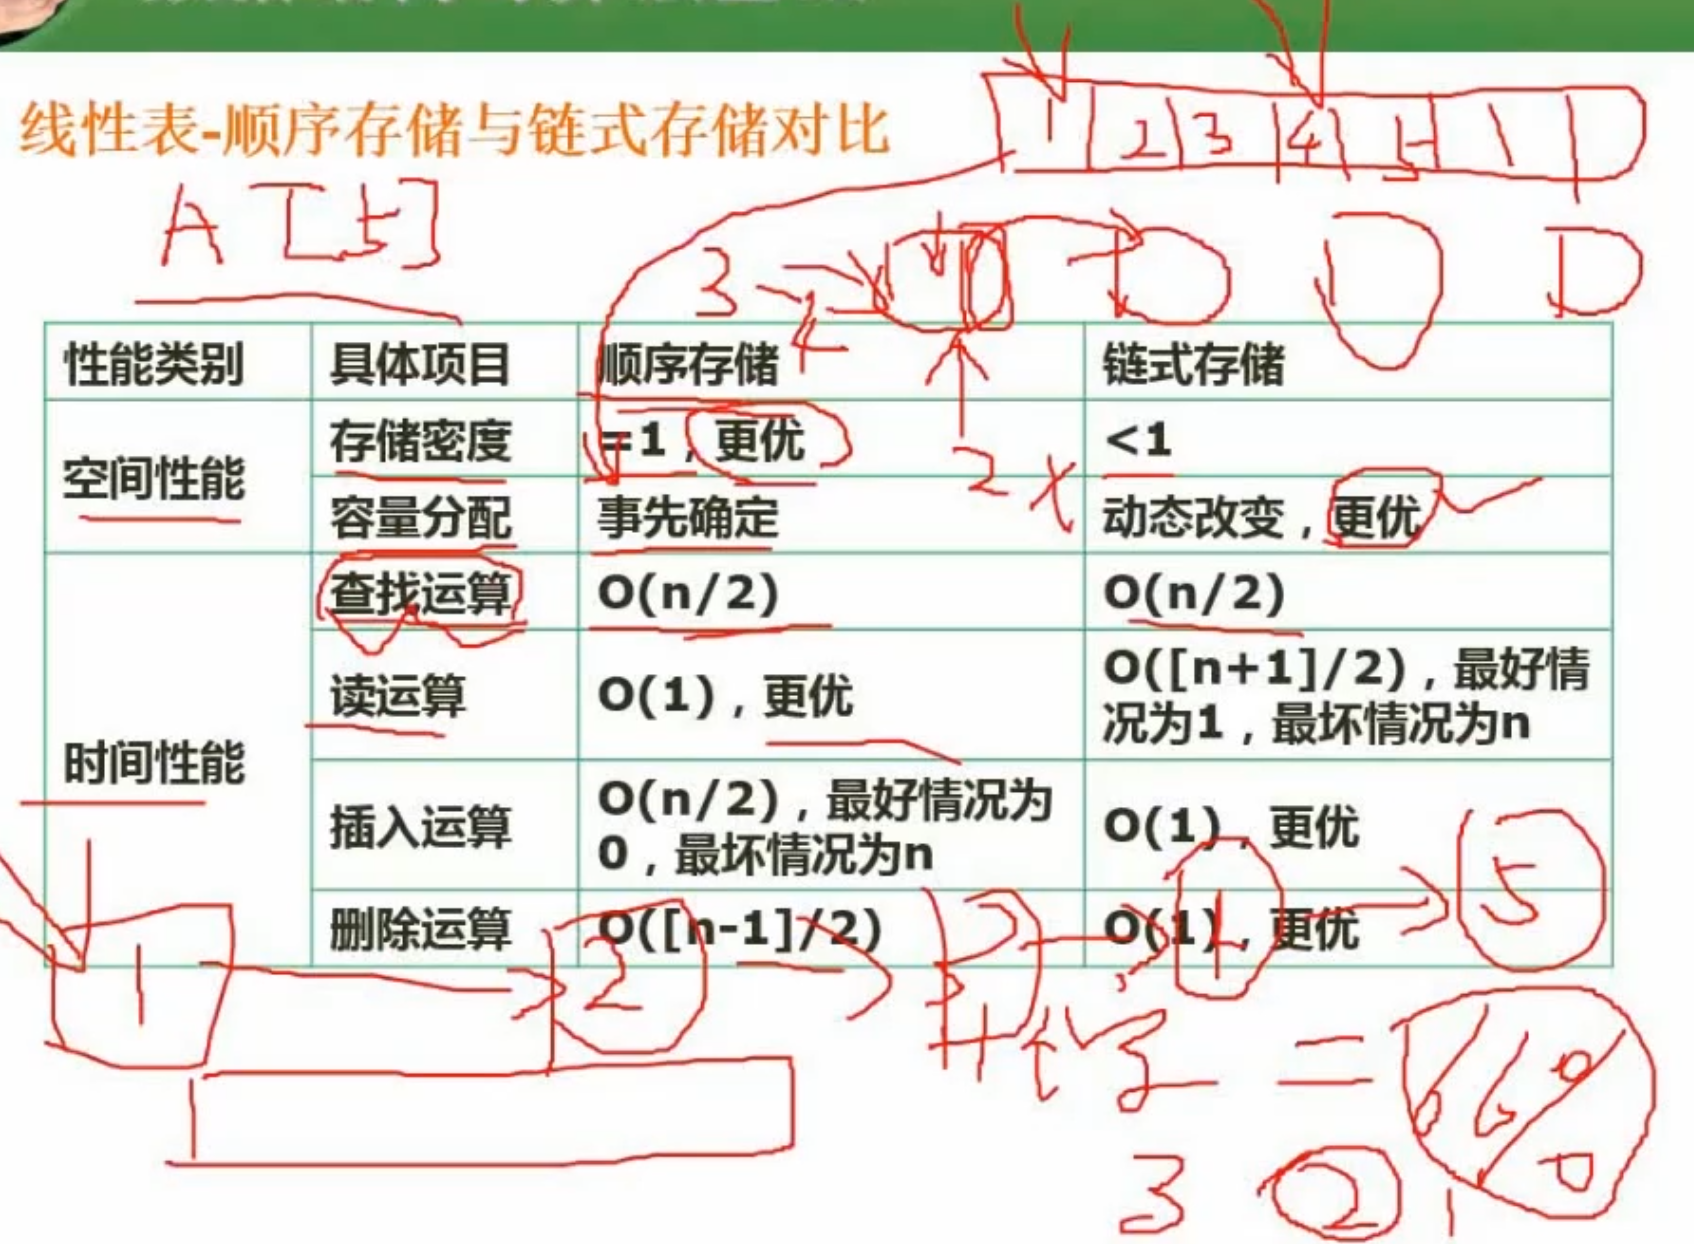 线性表-顺序存储与链式存储对比
1 2 3 4 5
A [5]
3
4
性能类别 具体项目 顺序存储 链式存储
空间性能 存储密度 =1，更优 <1
2
容量分配 事先确定 动态改变，更优
时间性能 查找运算 O(n/2) O(n/2)
读运算 O(1)，更优 O([n+1]/2)，最好情
况为1，最坏情况为n
插入运算 O(n/2)，最好情况为 O(1)，更优
0，最坏情况为n
删除运算 O([n-1]/2) O(1)，更优
1 2 3 5
=
3 2 1